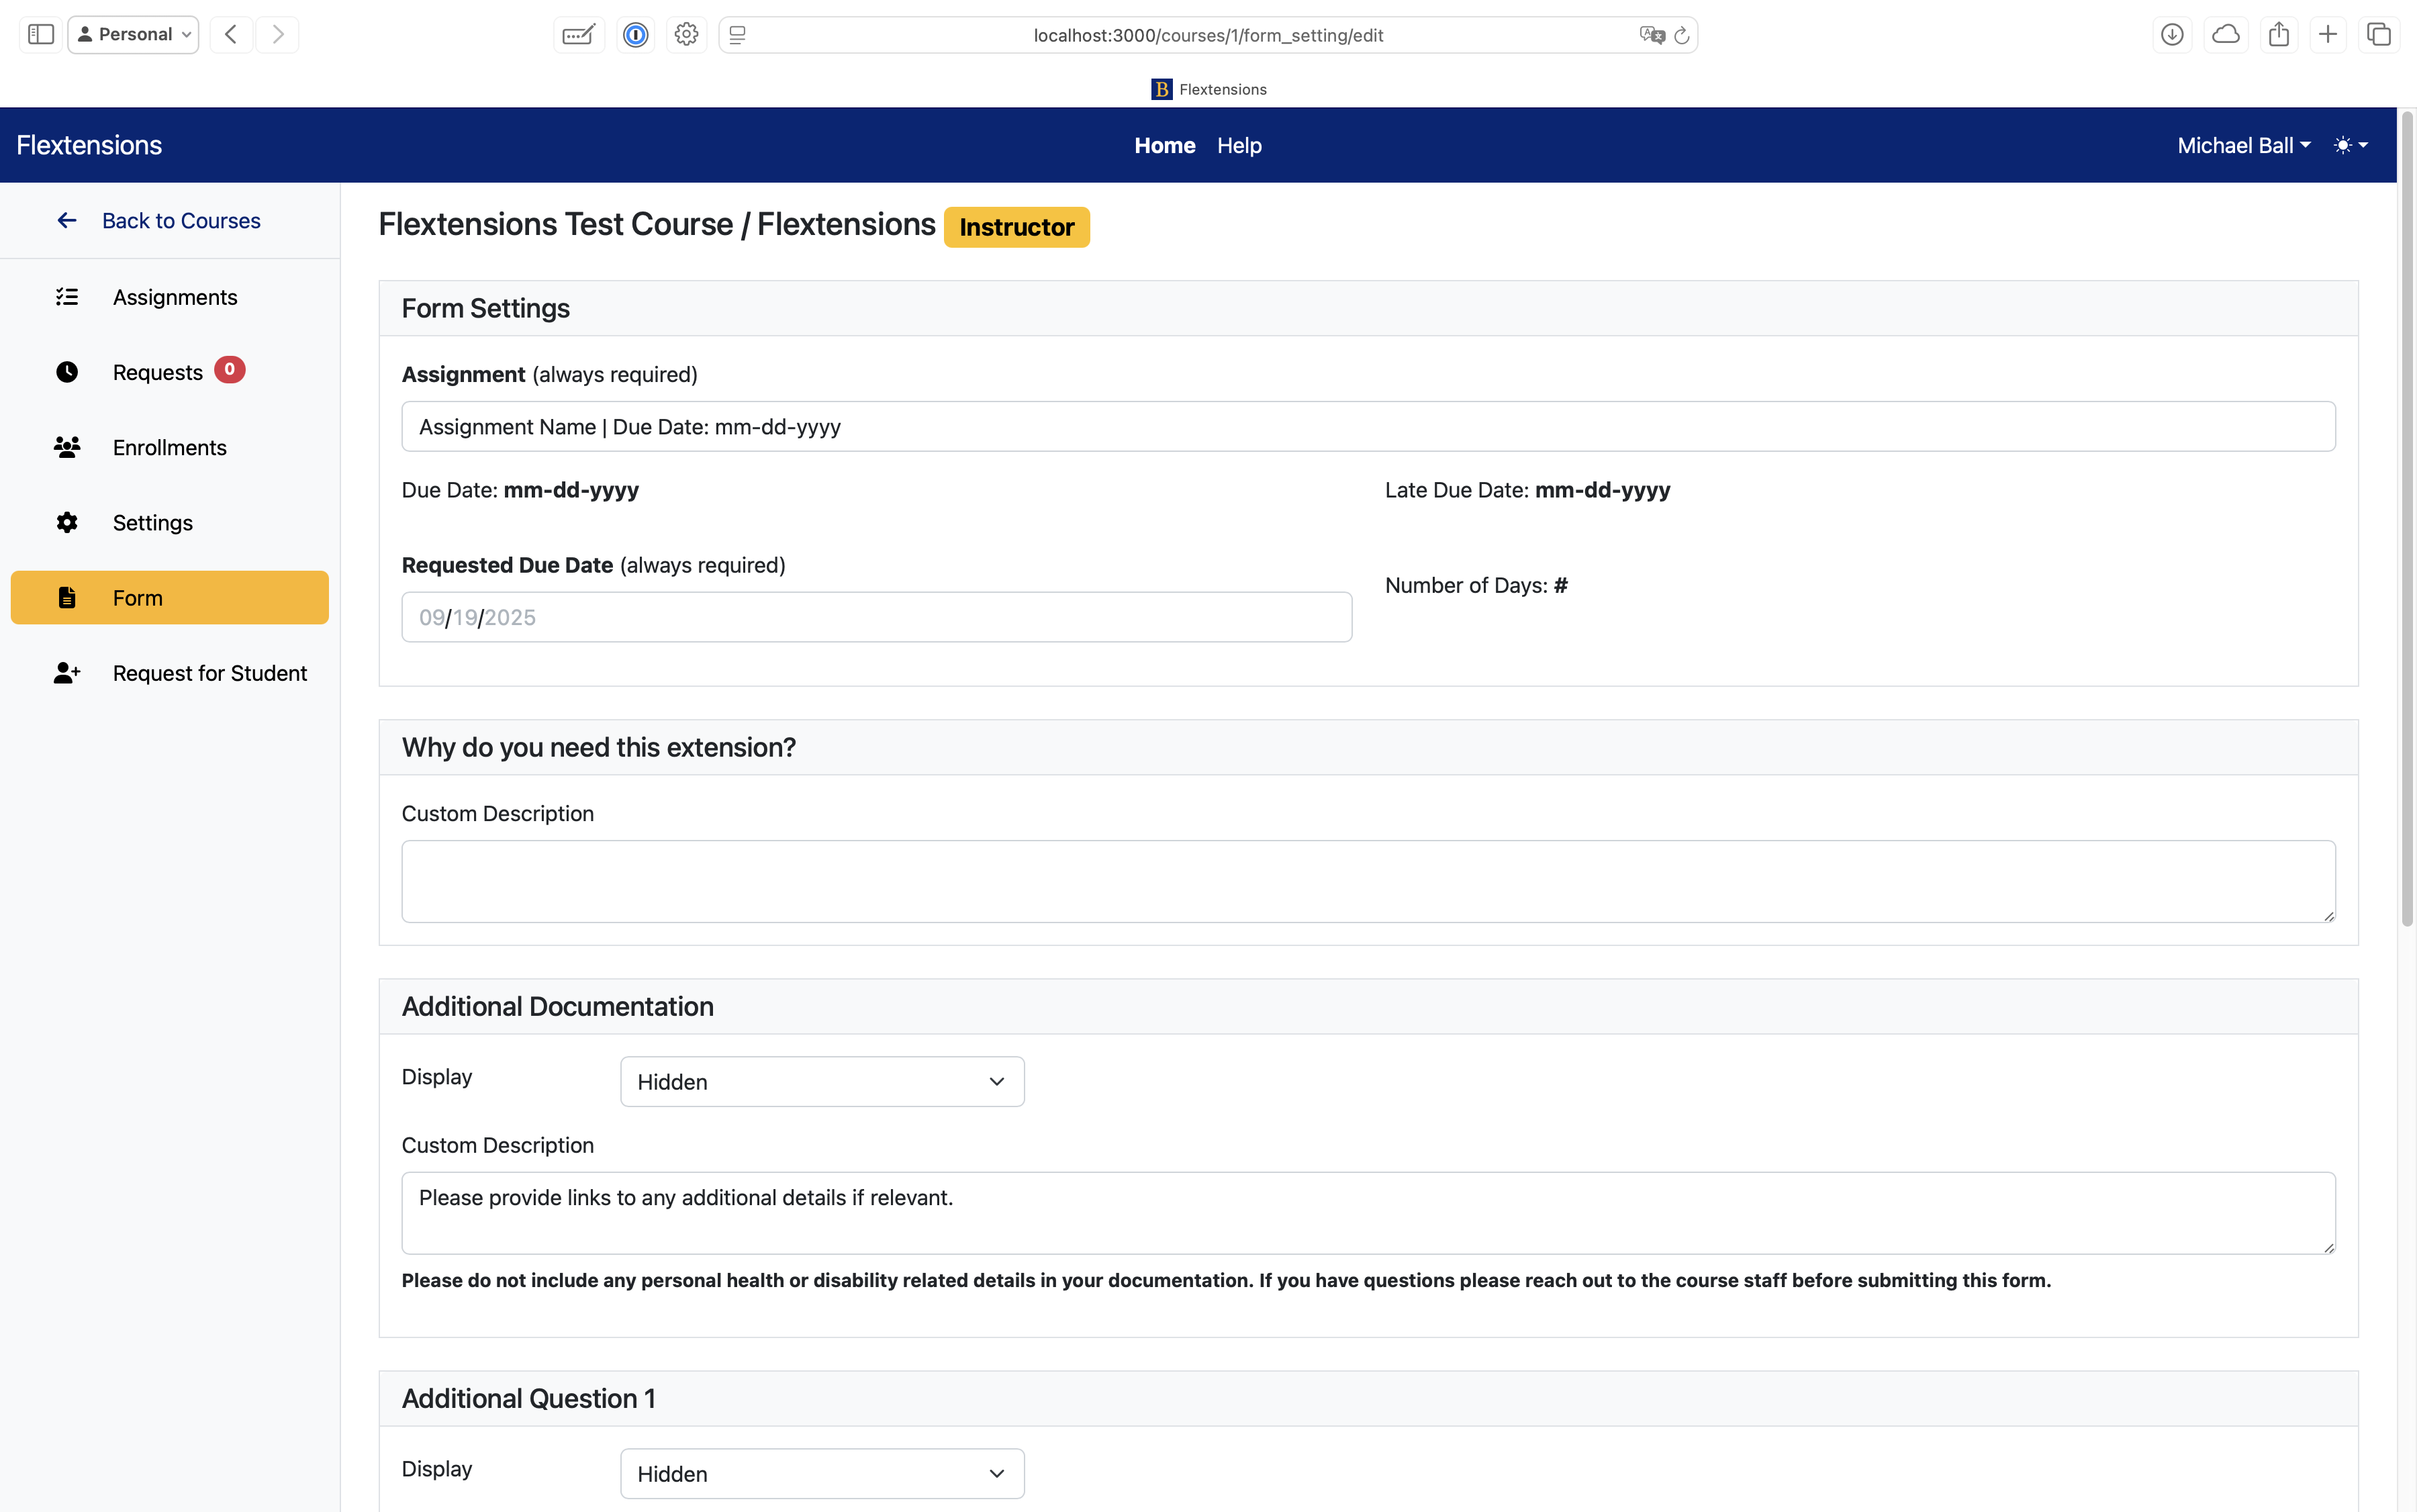 Personal
localhost:3000/courses/1/form_setting/edit
B Flextensions
Flextensions
Home Help
Michael Ball
Back to Courses
Assignments
Requests 0
Enrollments
Settings
Form
Request for Student
Flextensions Test Course / Flextensions Instructor
Form Settings
Assignment (always required)
Assignment Name | Due Date: mm-dd-yyyy
Due Date: mm-dd-yyyy
Late Due Date: mm-dd-yyyy
Requested Due Date (always required)
09/19/2025
Number of Days: #
Why do you need this extension?
Custom Description
Additional Documentation
Display
Hidden
Custom Description
Please provide links to any additional details if relevant.
Please do not include any personal health or disability related details in your documentation. If you have questions please reach out to the course staff before submitting this form.
Additional Question 1
Display
Hidden